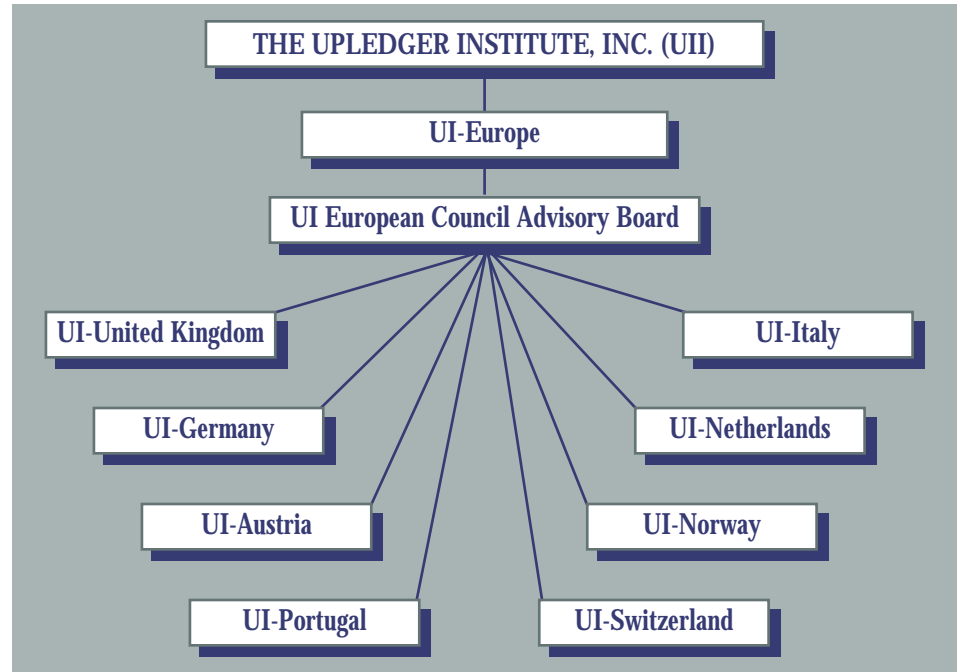 THE UPLEDGER INSTITUTE, INC. (UII)
UI-Europe
UI European Council Advisory Board
UI-United Kingdom
UI-Italy
UI-Germany
UI-Netherlands
UI-Austria
UI-Norway
UI-Portugal
UI-Switzerland